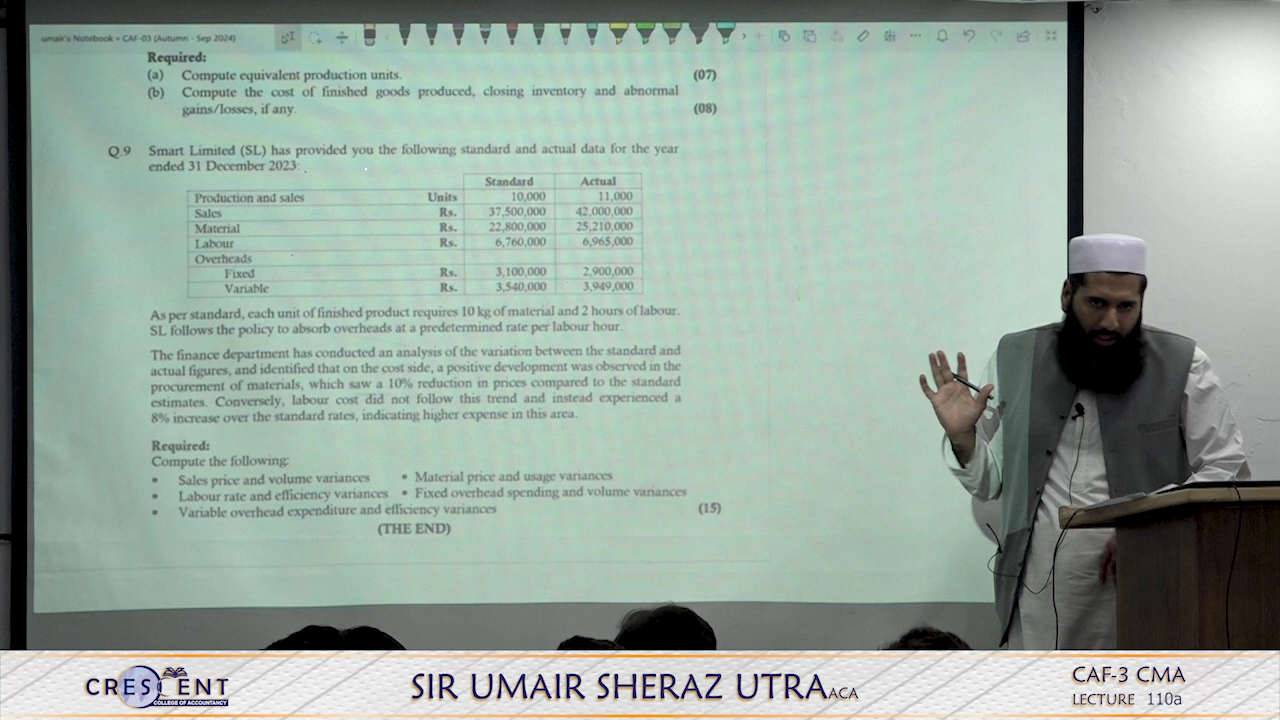 umair's Notebook - CAF-03 (Autumn - Sep 2024)
Required:
(a) Compute equivalent production units. (07)
(b) Compute the cost of finished goods produced, closing inventory and abnormal
gains/losses, if any. (08)
Q.9 Smart Limited (SL) has provided you the following standard and actual data for the year
ended 31 December 2023:
Standard Actual
Production and sales Units 10,000 11,000
Sales Rs. 37,500,000 42,000,000
Material Rs. 22,800,000 25,210,000
Labour Rs. 6,760,000 6,965,000
Overheads
Fixed Rs. 3,100,000 2,900,000
Variable Rs. 3,540,000 3,949,000
As per standard, each unit of finished product requires 10 kg of material and 2 hours of labour.
SL follows the policy to absorb overheads at a predetermined rate per labour hour.
The finance department has conducted an analysis of the variation between the standard and
actual figures, and identified that on the cost side, a positive development was observed in the
procurement of materials, which saw a 10% reduction in prices compared to the standard
estimates. Conversely, labour cost did not follow this trend and instead experienced a
8% increase over the standard rates, indicating higher expense in this area.
Required:
Compute the following:
• Sales price and volume variances • Material price and usage variances
• Labour rate and efficiency variances • Fixed overhead spending and volume variances
• Variable overhead expenditure and efficiency variances (15)
(THE END)
CRESCENT
COLLEGE OF ACCOUNTANCY
SIR UMAIR SHERAZ UTRA ACA
CAF-3 CMA
LECTURE 110a